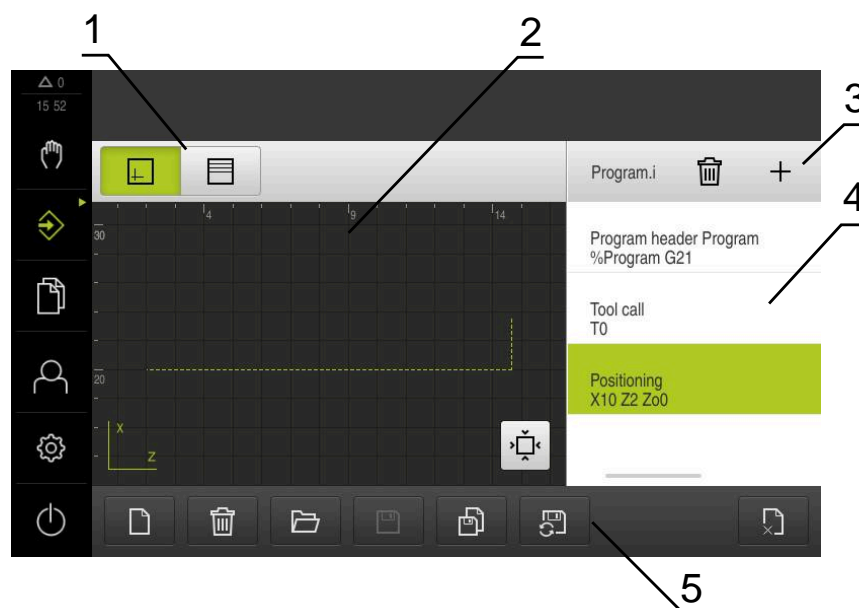 1
2
3
4
5
0
15 52
Program.i
4
9
14
30
20
X
Z
Program header Program
%Program G21
Tool call
T0
Positioning
X10 Z2 Zo0